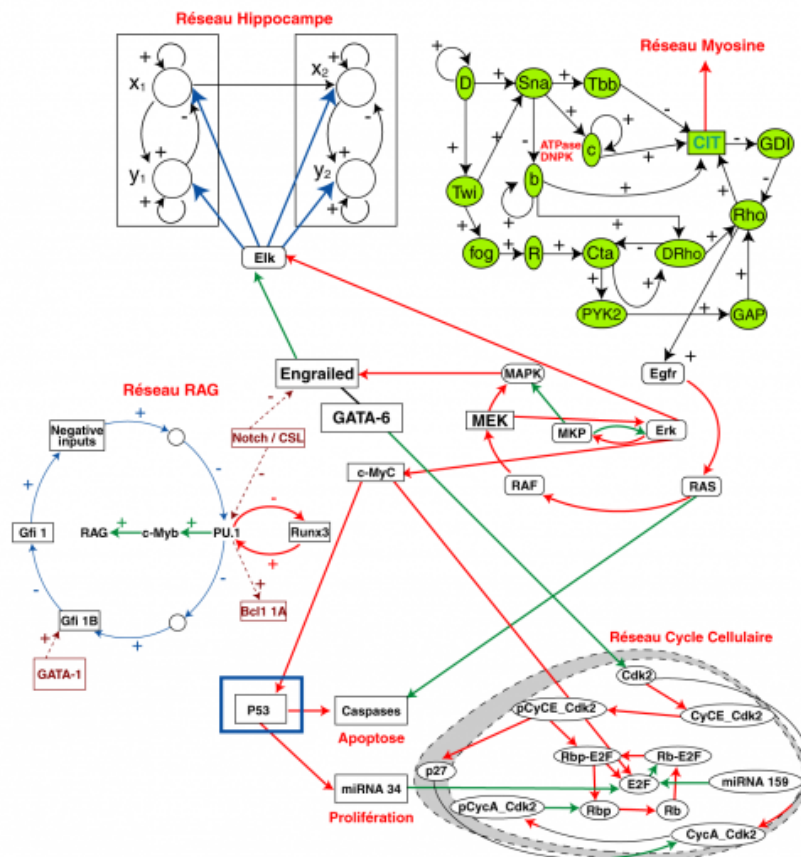 Réseau Hippocampe
Réseau Myosine
+
+
x1
x2
-
-
+
+
y1
y2
+
+
Elk
+
D
+
Sna
+
Tbb
-
+
+
-
+
ATPase
DNPK
c
+
CIT
-
GDI
-
+
b
+
+
Twi
+
Rho
+
fog
+
R
+
Cta
-
DRho
+
+
+
+
PYK2
+
GAP
+
Egfr
Engrailed
GATA-6
MAPK
MEK
MKP
Erk
RAF
RAS
c-MyC
Réseau RAG
+
Negative
inputs
-
Notch / CSL
-
-
+
-
Gfi 1
RAG
+
c-Myb
+
PU.1
Runx3
+
-
-
+
Bcl1 1A
Gfi 1B
+
+
GATA-1
P53
Caspases
Apoptose
miRNA 34
Prolifération
Réseau Cycle Cellulaire
Cdk2
pCyCE_Cdk2
CyCE_Cdk2
Rbp-E2F
Rb-E2F
p27
E2F
miRNA 159
pCycA_Cdk2
Rbp
Rb
CycA_Cdk2